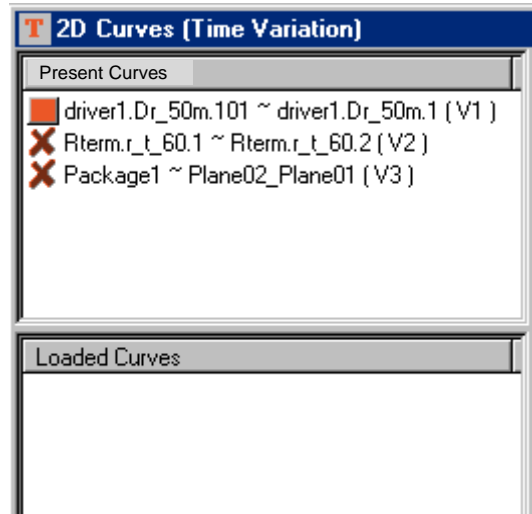 T 2D Curves (Time Variation)
Present Curves
driver1.Dr_50m.101 ~ driver1.Dr_50m.1 ( V1 )
Rterm.r_t_60.1 ~ Rterm.r_t_60.2 ( V2 )
Package1 ~ Plane02_Plane01 ( V3 )
Loaded Curves